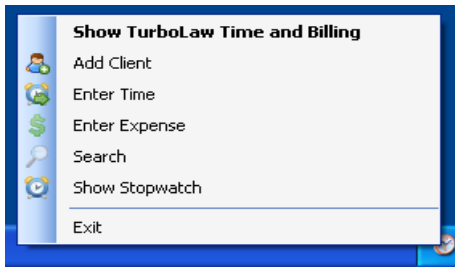 Show TurboLaw Time and Billing
Add Client
Enter Time
Enter Expense
Search
Show Stopwatch
Exit